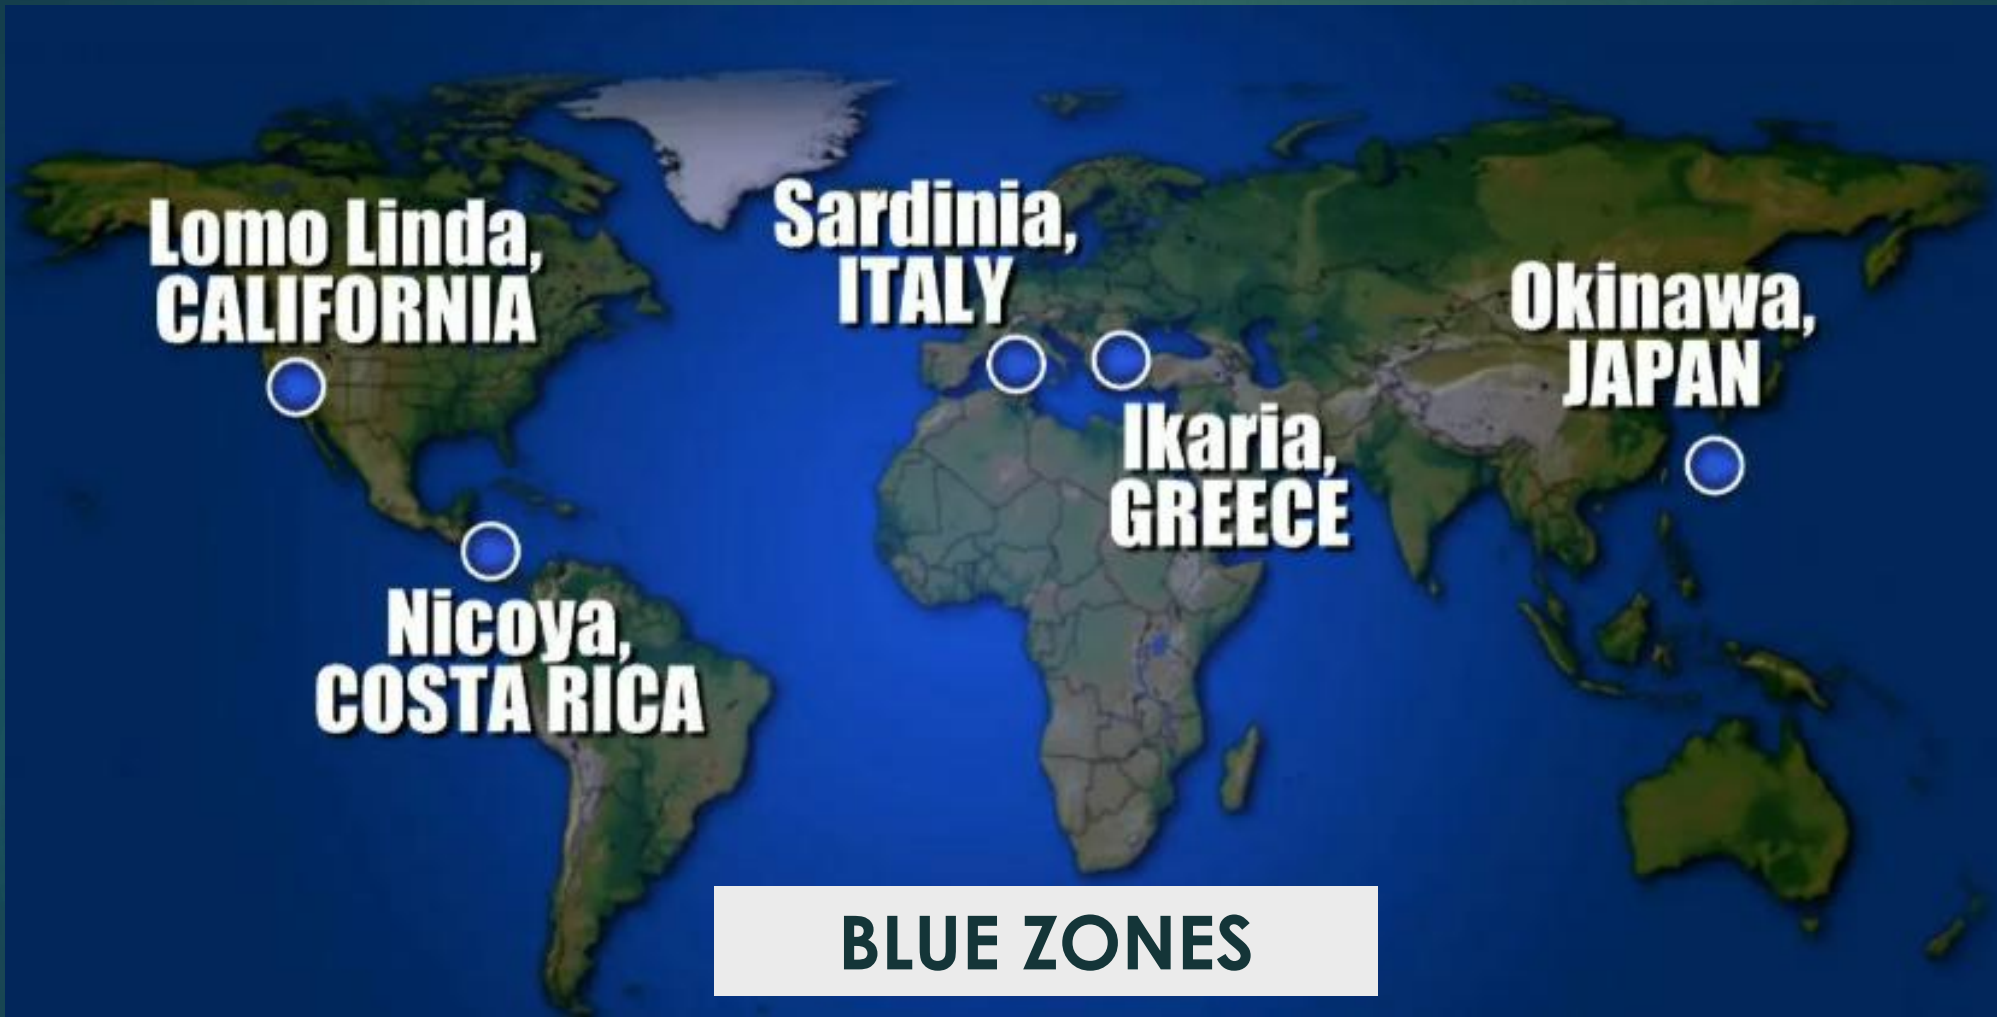 Lomo Linda,
CALIFORNIA
Sardinia,
ITALY
Okinawa,
JAPAN
Ikaria,
GREECE
Nicoya,
COSTA RICA
BLUE ZONES